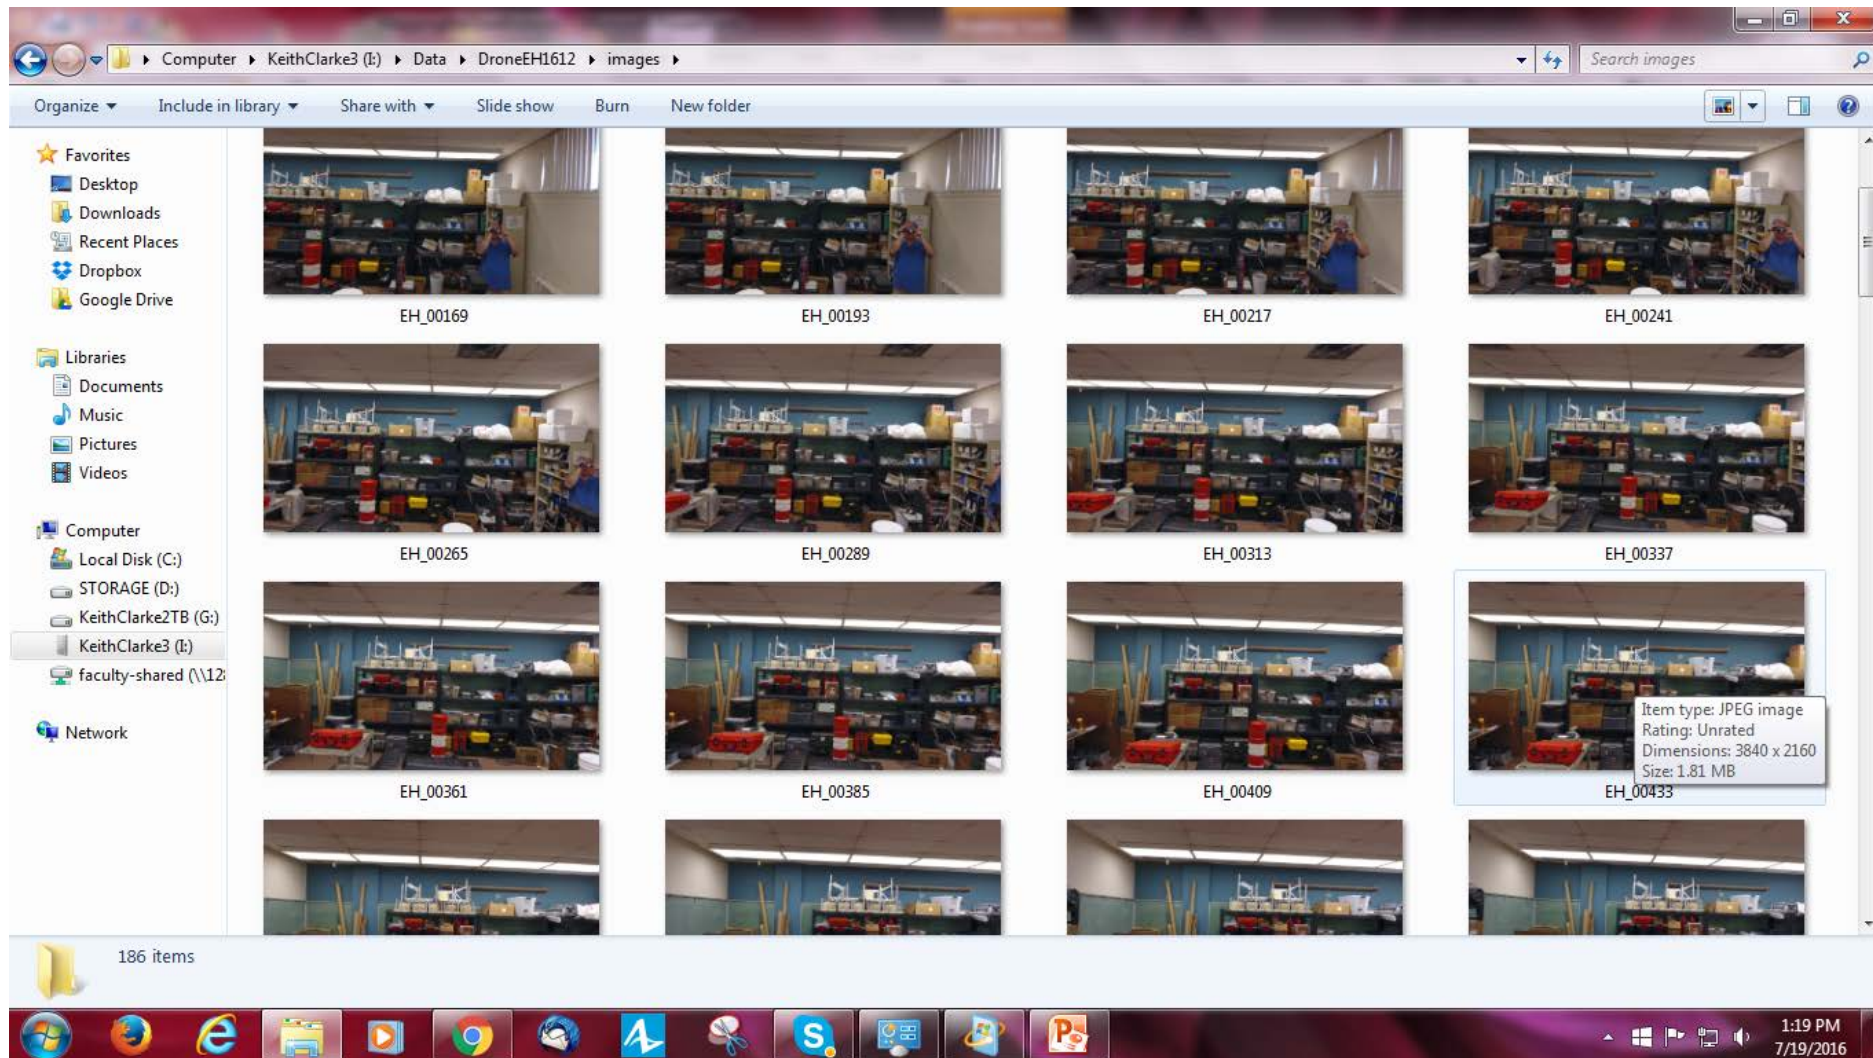 Computer KeithClarke3 (I:) Data DroneEH1612 images
Search images
Organize Include in library Share with Slide show Burn New folder
Favorites
Desktop
Downloads
Recent Places
Dropbox
Google Drive
Libraries
Documents
Music
Pictures
Videos
Computer
Local Disk (C:)
STORAGE (D:)
KeithClarke2TB (G:)
KeithClarke3 (I:)
faculty-shared (\\12
Network
EH_00169 EH_00193 EH_00217 EH_00241
EH_00265 EH_00289 EH_00313 EH_00337
EH_00361 EH_00385 EH_00409 EH_00433
Item type: JPEG image
Rating: Unrated
Dimensions: 3840 x 2160
Size: 1.81 MB
186 items
1:19 PM
7/19/2016